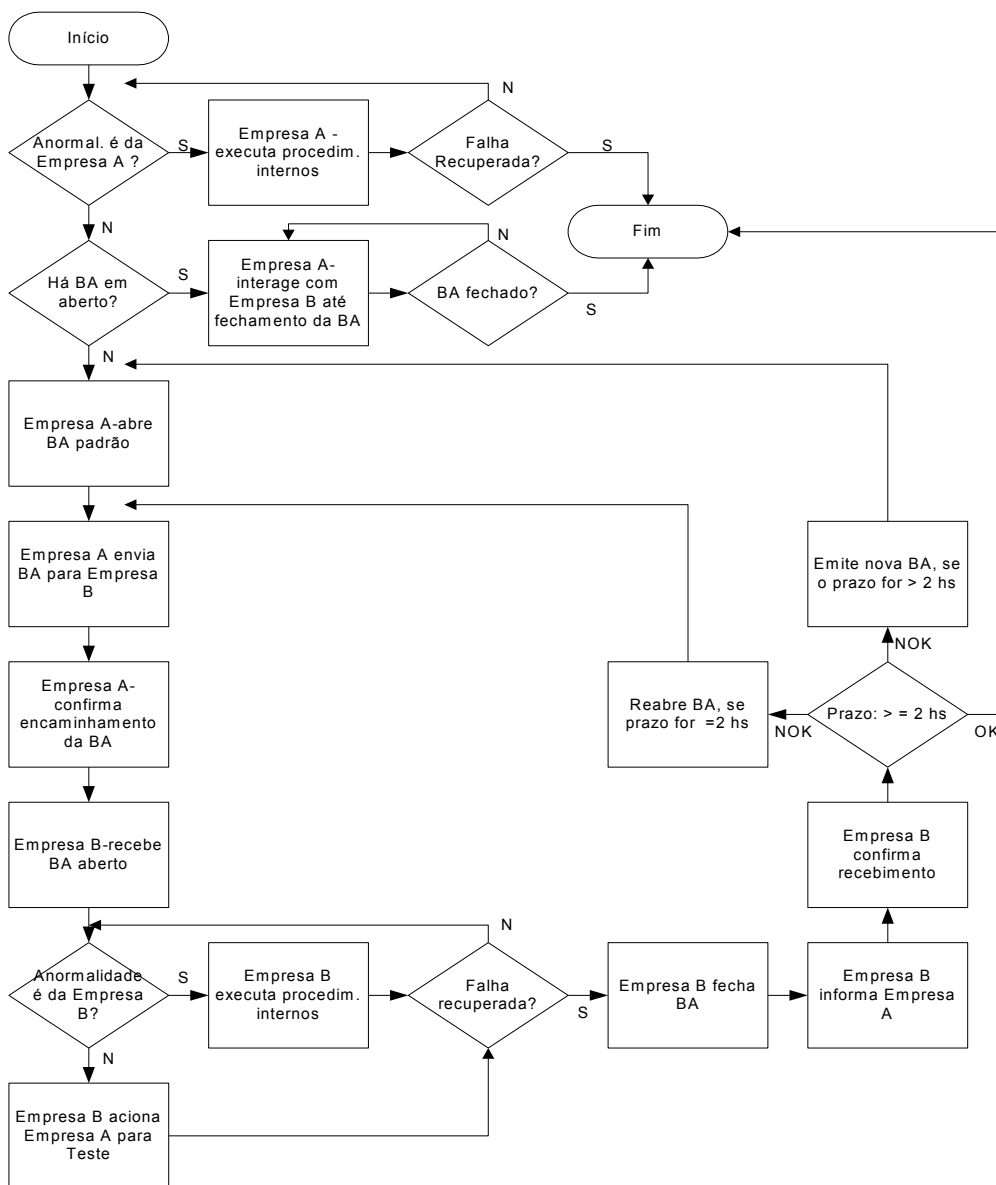 Início
N
Anormal. é da
Empresa A ?
S
Empresa A -
executa procedim.
internos
Falha
Recuperada?
S
N
Fim
Há BA em
aberto?
S
Empresa A-
interage com
Empresa B até
fechamento da BA
N
BA fechado?
S
N
Empresa A-abre
BA padrão
Empresa A envia
BA para Empresa
B
Emite nova BA, se
o prazo for > 2 hs
NOK
Empresa A-
confirma
encaminhamento
da BA
Reabre BA, se
prazo for =2 hs
NOK
Prazo: > = 2 hs
OK
Empresa B-recebe
BA aberto
Empresa B
confirma
recebimento
N
Anormalidade
é da Empresa
B?
S
Empresa B
executa procedim.
internos
Falha
recuperada?
S
Empresa B fecha
BA
Empresa B
informa Empresa
A
N
Empresa B aciona
Empresa A para
Teste